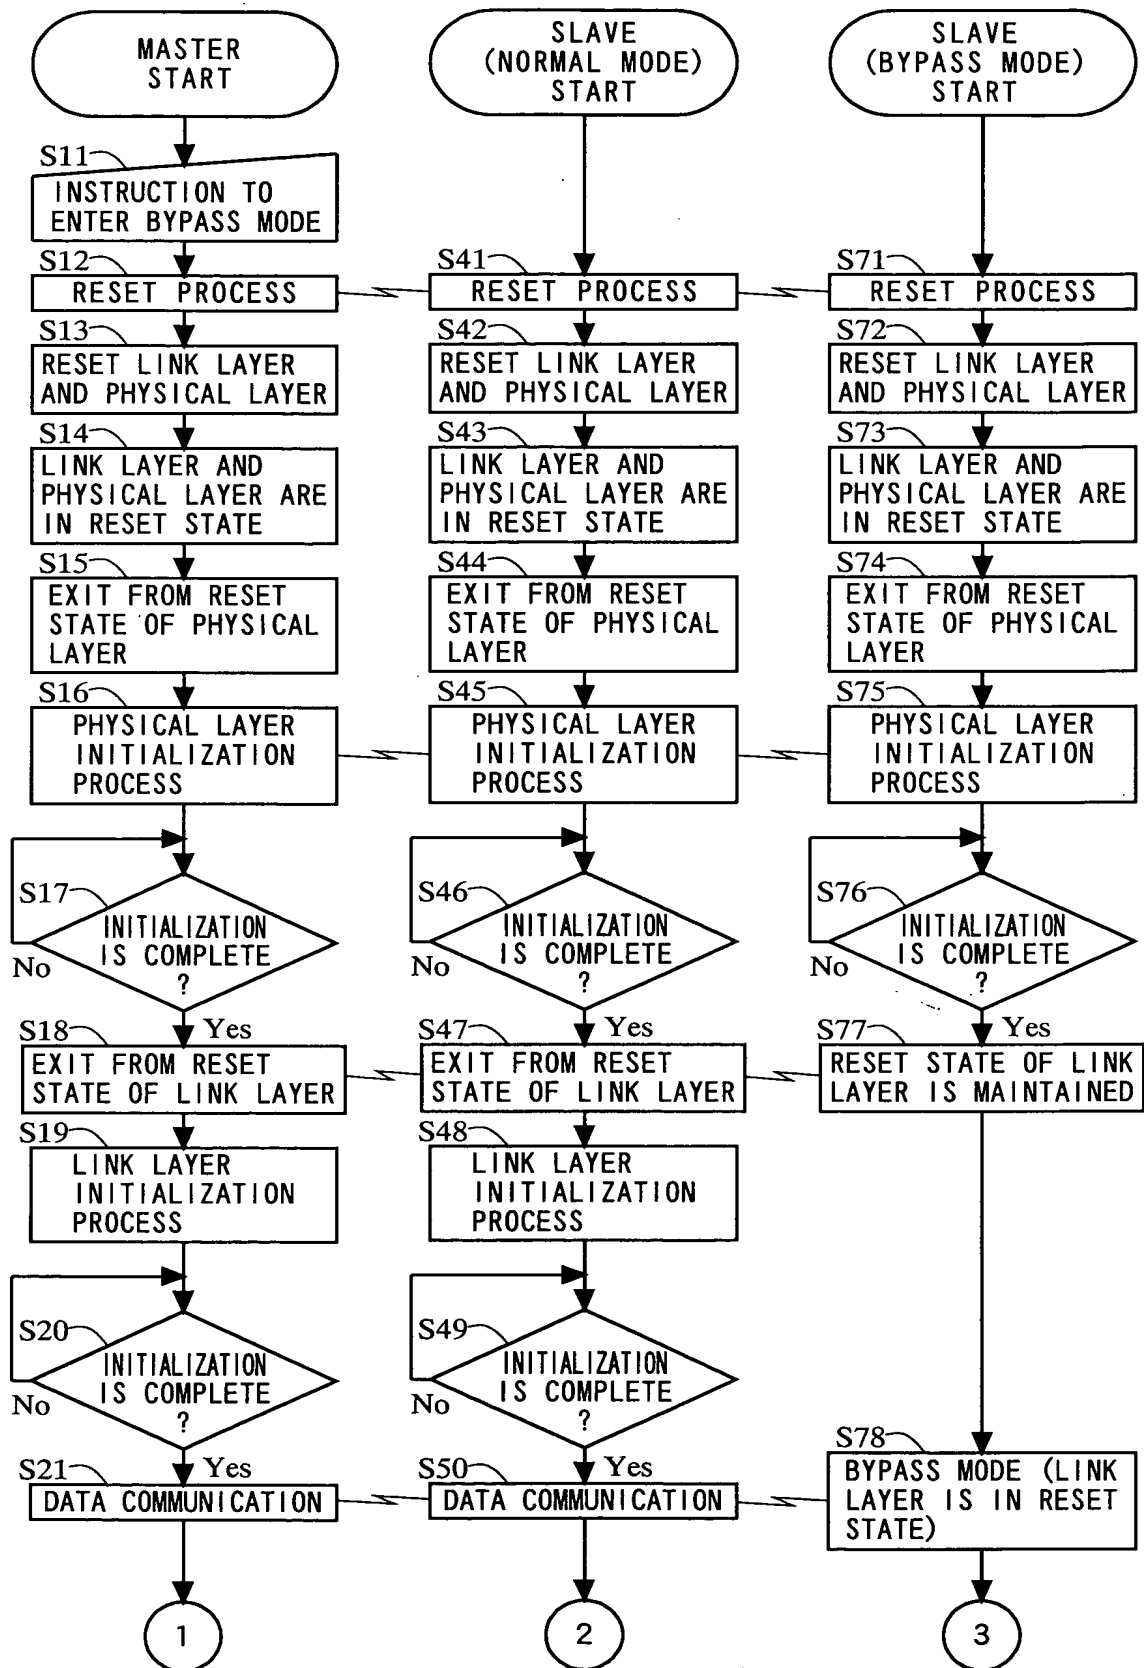 MASTER
START
S11
INSTRUCTION TO
ENTER BYPASS MODE
S12
RESET PROCESS
S13
RESET LINK LAYER
AND PHYSICAL LAYER
S14
LINK LAYER AND
PHYSICAL LAYER ARE
IN RESET STATE
S15
EXIT FROM RESET
STATE OF PHYSICAL
LAYER
S16
PHYSICAL LAYER
INITIALIZATION
PROCESS
S17
INITIALIZATION
IS COMPLETE
?
No
Yes
S18
EXIT FROM RESET
STATE OF LINK LAYER
S19
LINK LAYER
INITIALIZATION
PROCESS
S20
INITIALIZATION
IS COMPLETE
?
No
Yes
S21
DATA COMMUNICATION
1
SLAVE
(NORMAL MODE)
START
S41
RESET PROCESS
S42
RESET LINK LAYER
AND PHYSICAL LAYER
S43
LINK LAYER AND
PHYSICAL LAYER ARE
IN RESET STATE
S44
EXIT FROM RESET
STATE OF PHYSICAL
LAYER
S45
PHYSICAL LAYER
INITIALIZATION
PROCESS
S46
INITIALIZATION
IS COMPLETE
?
No
Yes
S47
EXIT FROM RESET
STATE OF LINK LAYER
S48
LINK LAYER
INITIALIZATION
PROCESS
S49
INITIALIZATION
IS COMPLETE
?
No
Yes
S50
DATA COMMUNICATION
2
SLAVE
(BYPASS MODE)
START
S71
RESET PROCESS
S72
RESET LINK LAYER
AND PHYSICAL LAYER
S73
LINK LAYER AND
PHYSICAL LAYER ARE
IN RESET STATE
S74
EXIT FROM RESET
STATE OF PHYSICAL
LAYER
S75
PHYSICAL LAYER
INITIALIZATION
PROCESS
S76
INITIALIZATION
IS COMPLETE
?
No
Yes
S77
RESET STATE OF LINK
LAYER IS MAINTAINED
S78
BYPASS MODE (LINK
LAYER IS IN RESET
STATE)
3